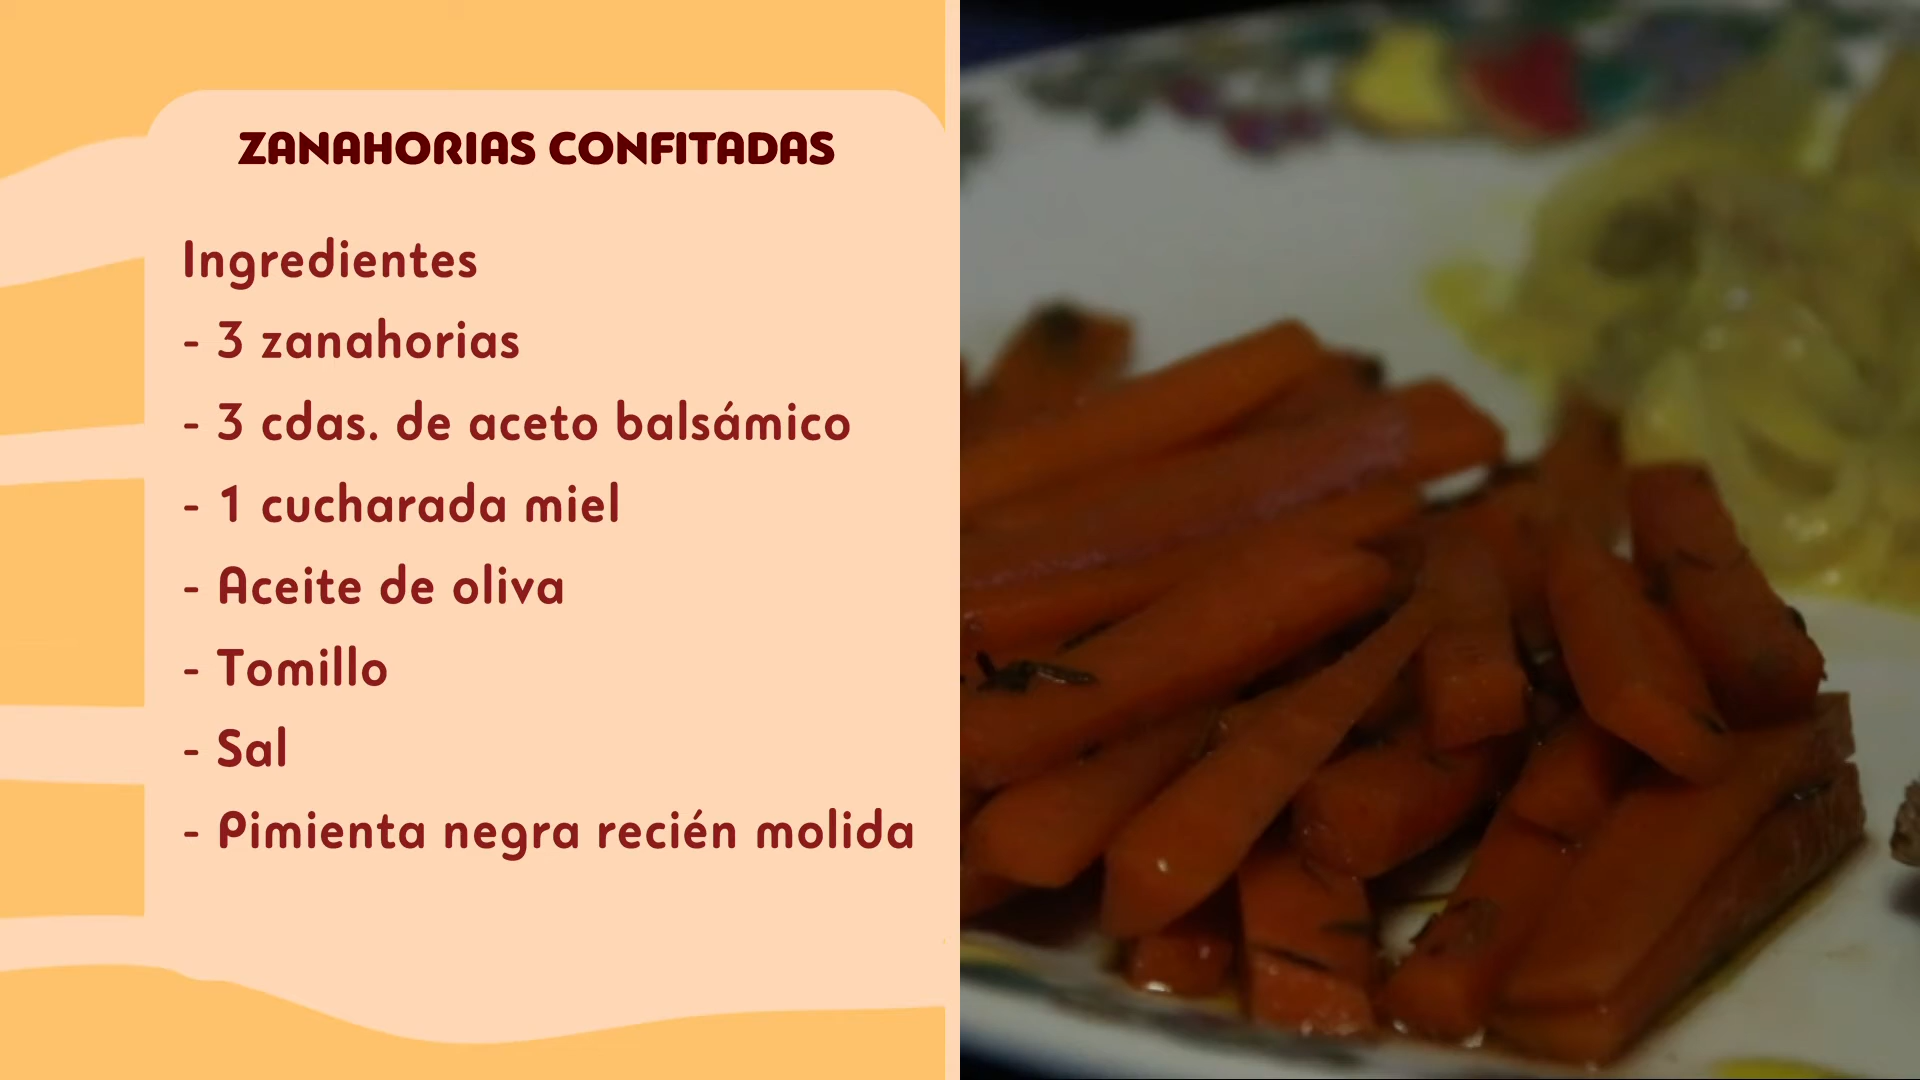 ZANAHORIAS CONFITADAS
Ingredientes
- 3 zanahorias
- 3 cdas. de aceto balsámico
- 1 cucharada miel
- Aceite de oliva
- Tomillo
- Sal
- Pimienta negra recién molida